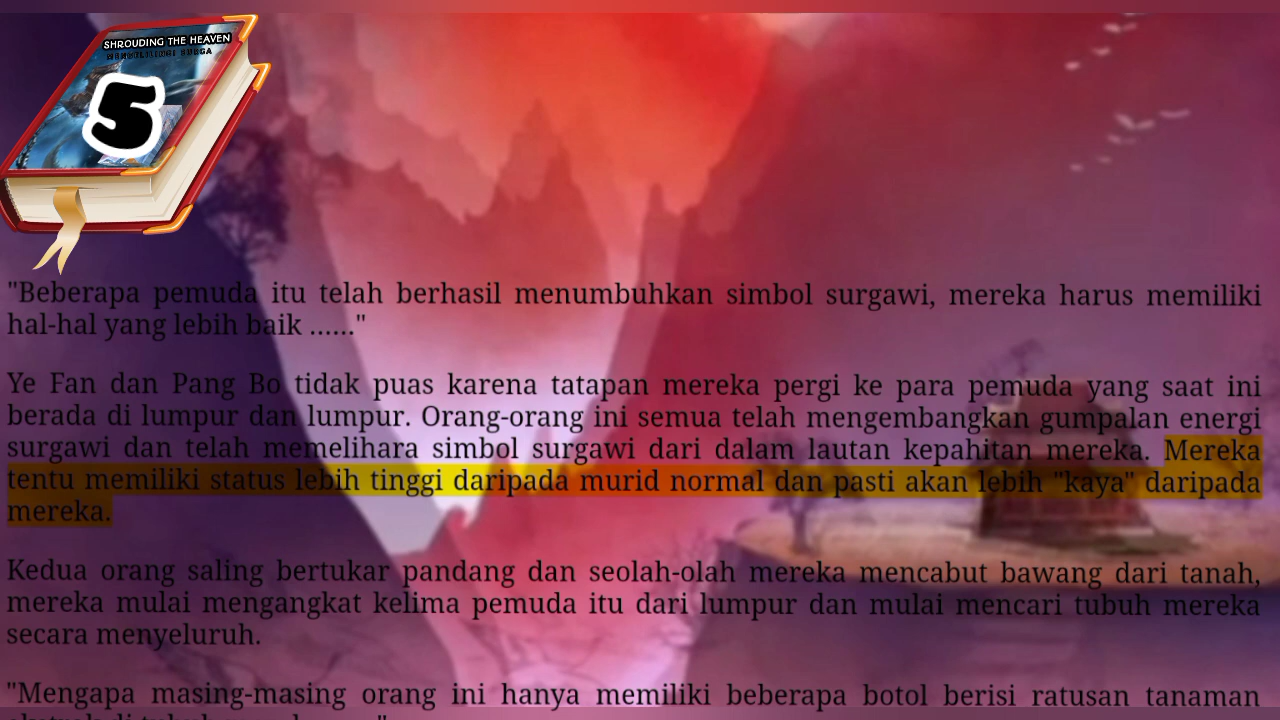 SHROUDING THE HEAVEN
5
"Beberapa pemuda itu telah berhasil menumbuhkan simbol surgawi, mereka harus memiliki
hal-hal yang lebih baik ......"
Ye Fan dan Pang Bo tidak puas karena tatapan mereka pergi ke para pemuda yang saat ini
berada di lumpur dan lumpur. Orang-orang ini semua telah mengembangkan gumpalan energi
surgawi dan telah memelihara simbol surgawi dari dalam lautan kepahitan mereka. Mereka
tentu memiliki status lebih tinggi daripada murid normal dan pasti akan lebih "kaya" daripada
mereka.
Kedua orang saling bertukar pandang dan seolah-olah mereka mencabut bawang dari tanah,
mereka mulai mengangkat kelima pemuda itu dari lumpur dan mulai mencari tubuh mereka
secara menyeluruh.
"Mengapa masing-masing orang ini hanya memiliki beberapa botol berisi ratusan tanaman